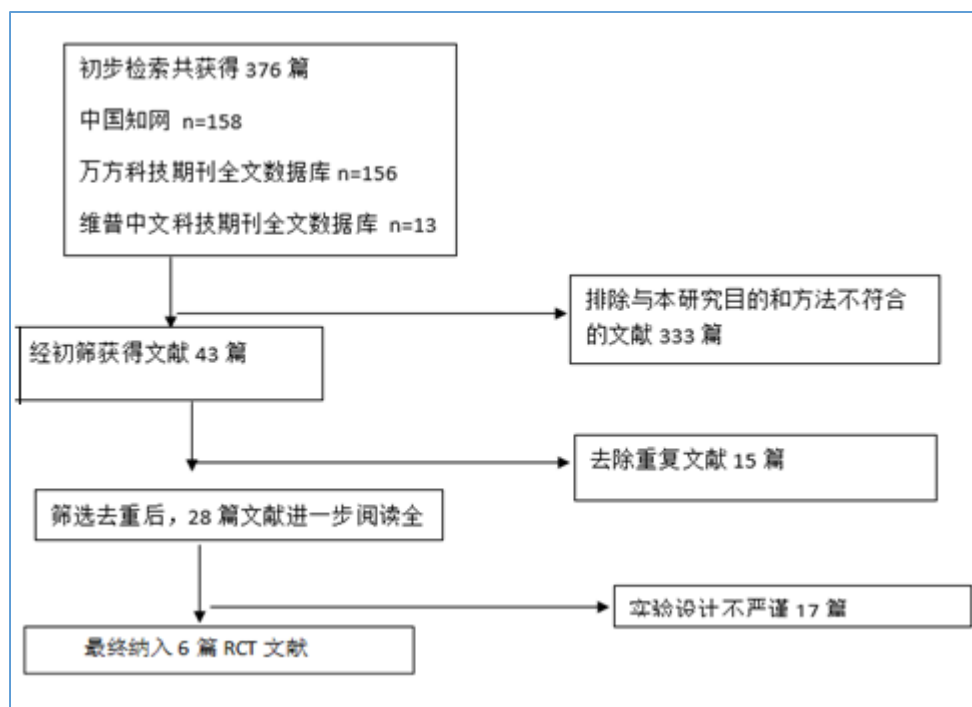 初步检索共获得 376 篇
中国知网 n=158
万方科技期刊全文数据库 n=156
维普中文科技期刊全文数据库 n=13
排除与本研究目的和方法不符合
的文献 333 篇
经初筛获得文献 43 篇
去除重复文献 15 篇
筛选去重后，28 篇文献进一步阅读全
实验设计不严谨 17 篇
最终纳入 6 篇 RCT 文献